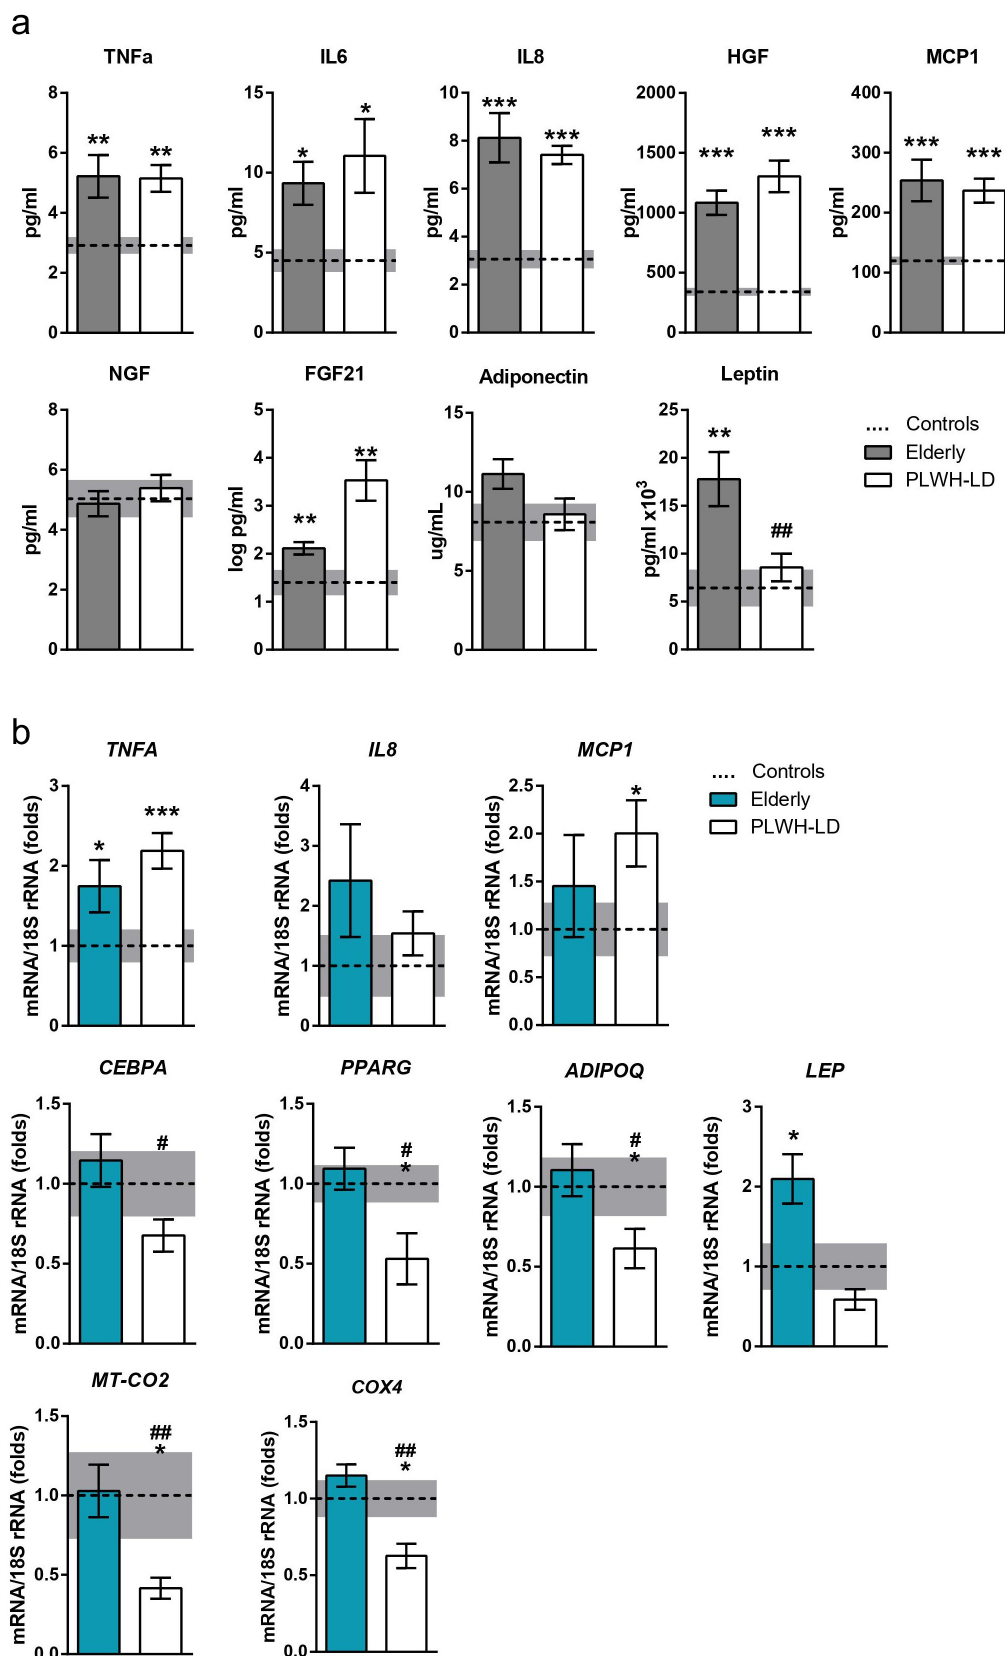 a
TNFa IL6 IL8 HGF MCP1
8 15 10 2000 400
** ** * * *** *** *** *** *** ***
6 10 8 1500 300
pg/ml pg/ml pg/ml pg/ml pg/ml
4 5 6 1000 200
2 0 4 500 100
0 2 0 0
0
NGF FGF21 Adiponectin Leptin
8 5 15 25
** ** ** ##
6 4 10 20
pg/ml log pg/ml ug/mL pg/ml x10³
4 3 5 15
2 2 0 10
0 1 5
0 0
.... Controls
Elderly
PLWH-LD
b
TNFA IL8 MCP1
3 4 2.5
* *** *
2 3 2.0
mRNA/18S rRNA (folds) mRNA/18S rRNA (folds) mRNA/18S rRNA (folds)
1 2 1.5
0 1 1.0
0 0.5
0.0
.... Controls
Elderly
PLWH-LD
CEBPA PPARG ADIPOQ LEP
1.5 1.5 1.5 3
# # * # * *
1.0 1.0 1.0 2
mRNA/18S rRNA (folds) mRNA/18S rRNA (folds) mRNA/18S rRNA (folds) mRNA/18S rRNA (folds)
0.5 0.5 0.5 1
0.0 0.0 0.0 0
MT-CO2 COX4
1.5 1.5
## * ## *
1.0 1.0
mRNA/18S rRNA (folds) mRNA/18S rRNA (folds)
0.5 0.5
0.0 0.0